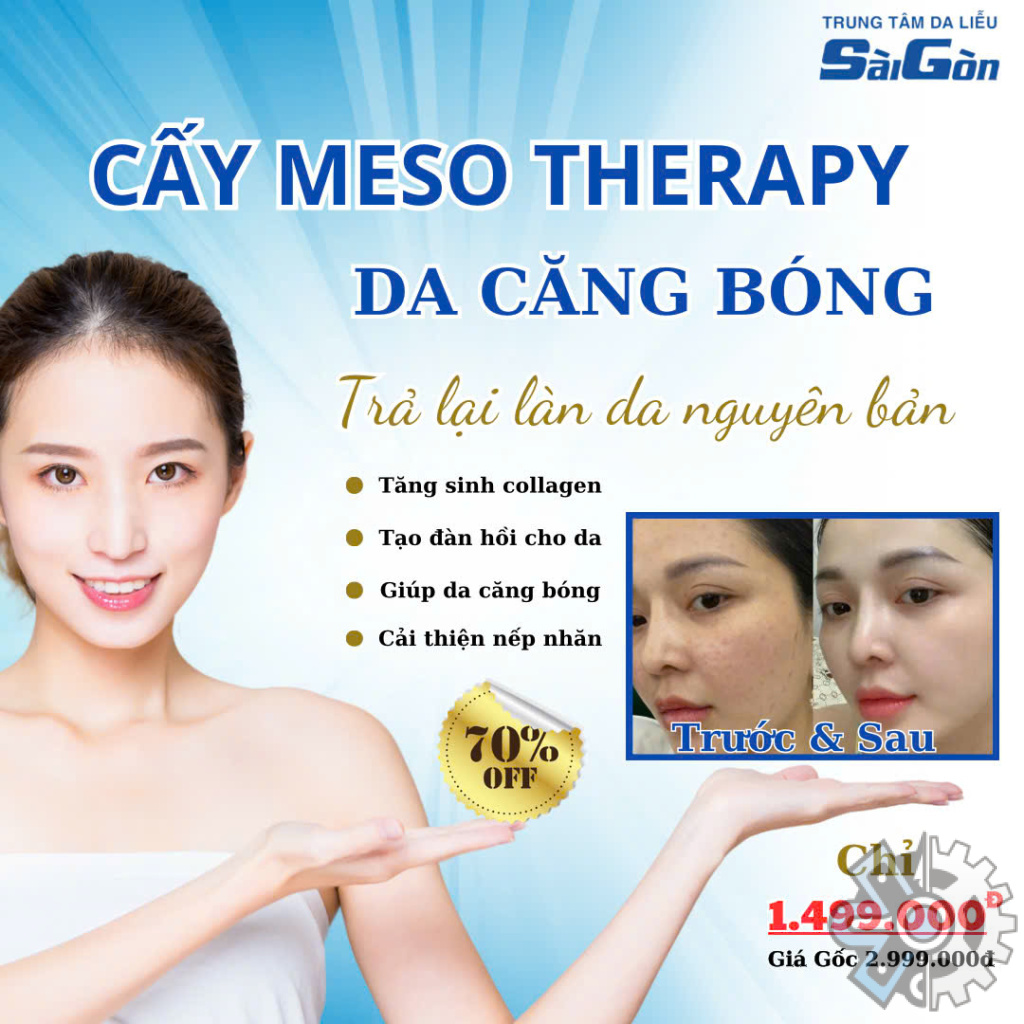 TRUNG TÂM DA LIỄU
SàiGòn
CẤY MESO THERAPY
DA CĂNG BÓNG
Trả lại làn da nguyên bản
Tăng sinh collagen
Tạo đàn hồi cho da
Giúp da căng bóng
Cải thiện nếp nhăn
70%
OFF
Trước & Sau
Chỉ
1.499.000Đ
Giá Gốc 2.999.000đ